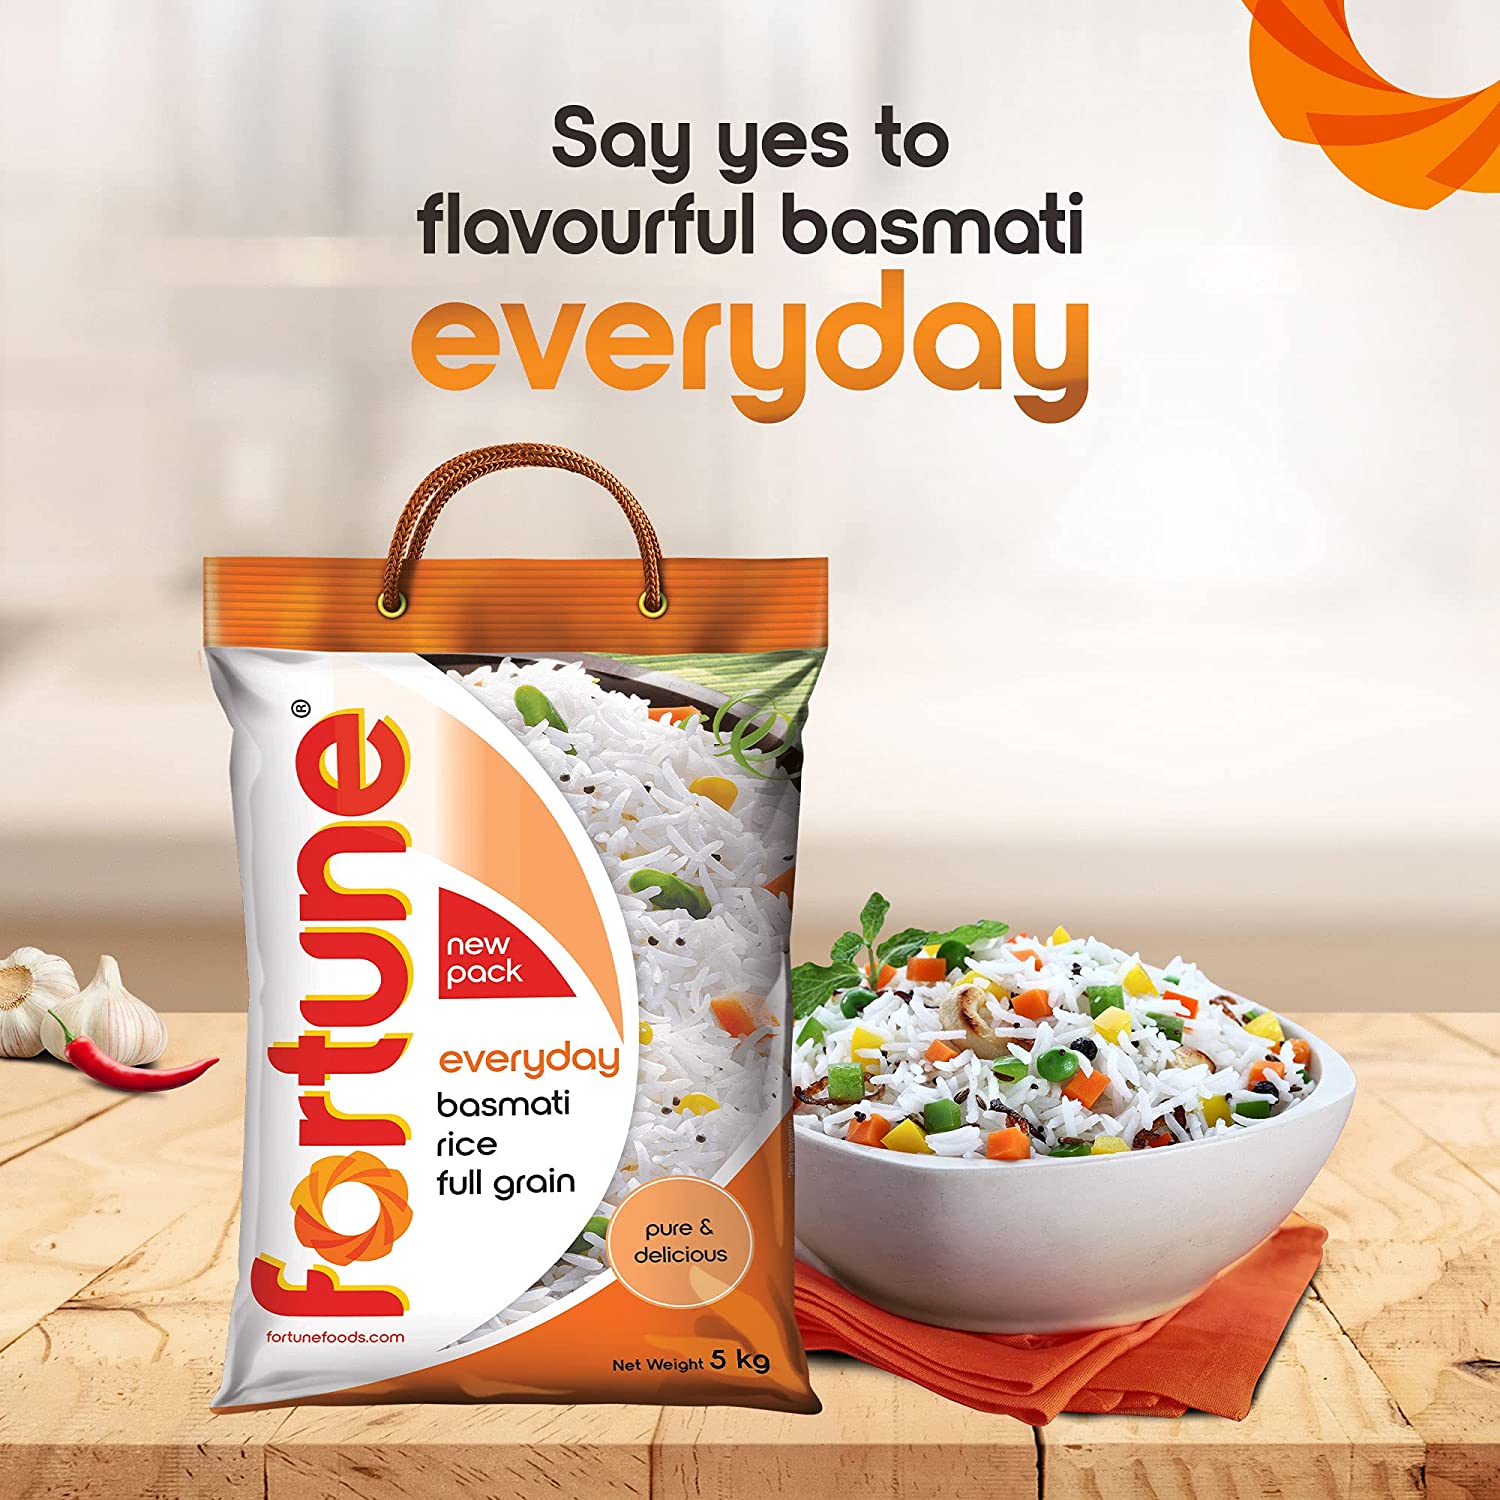 Say yes to
flavourful basmati
everyday
fortune®
new
pack
everyday
basmati
rice
full grain
pure &
delicious
fortunefoods.com
Net Weight 5 kg